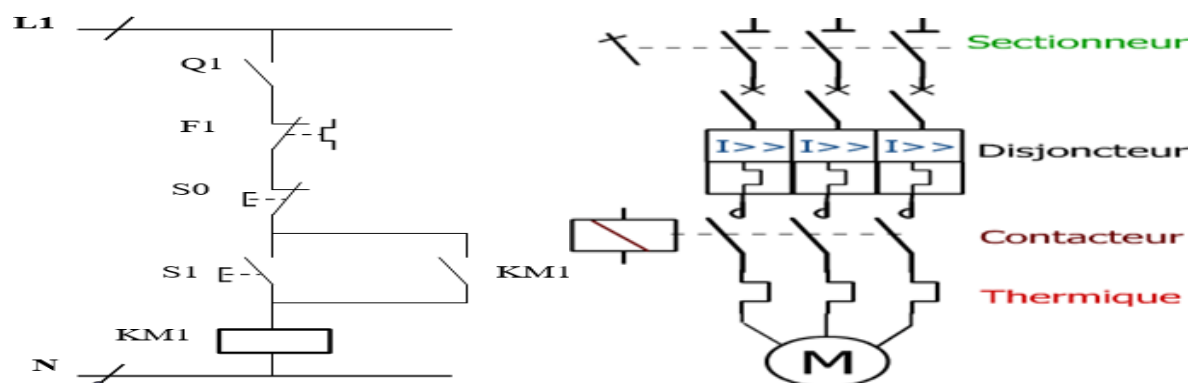 L1
Q1
F1
S0
S1
KM1
KM1
N
Sectionneur
I>> I>> I>>
Disjoncteur
Contacteur
Thermique
M